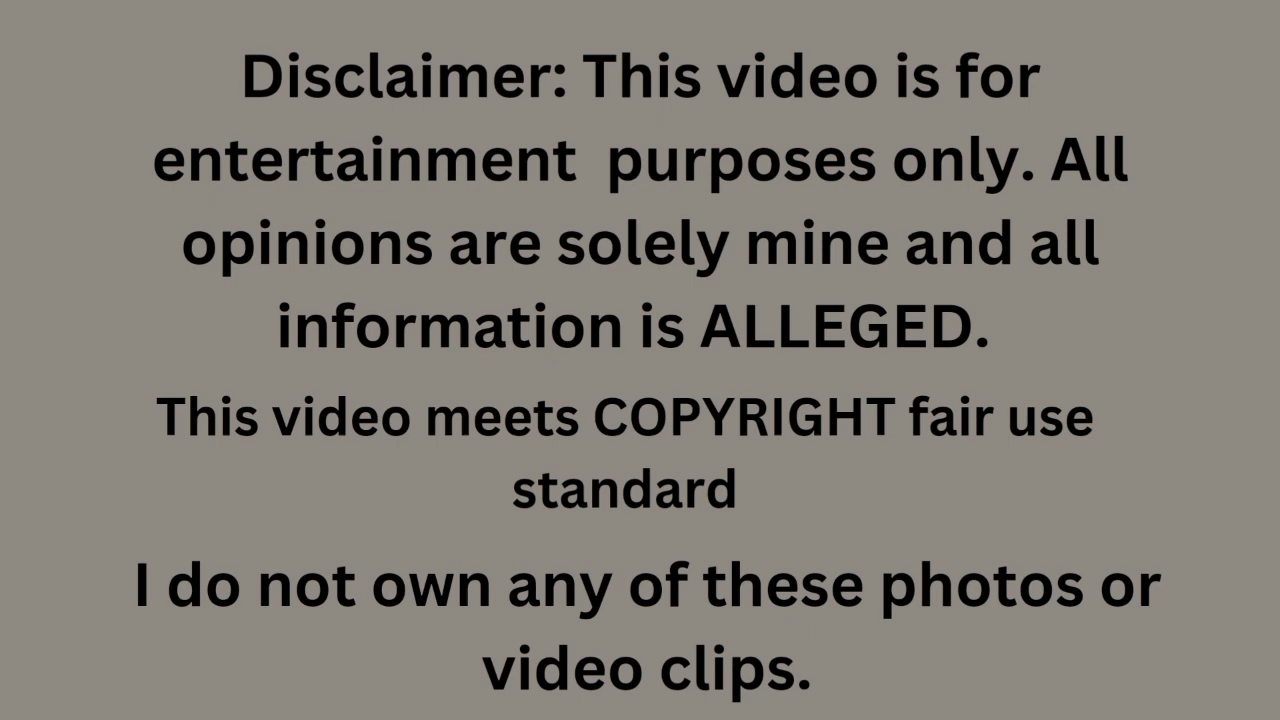 Disclaimer: This video is for
entertainment  purposes only. All
opinions are solely mine and all
information is ALLEGED.
This video meets COPYRIGHT fair use
standard
I do not own any of these photos or
video clips.